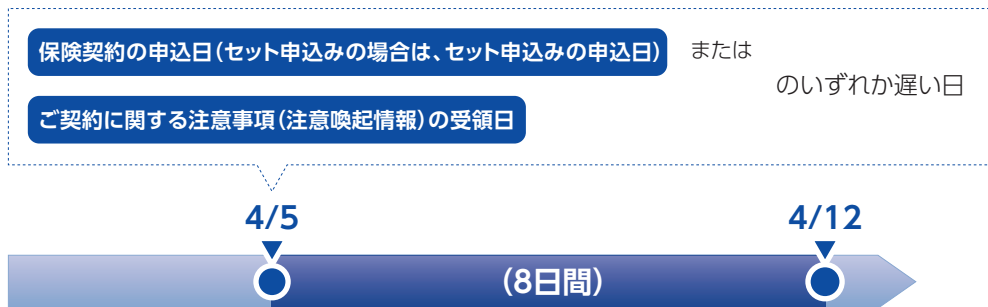 保険契約の申込日（セット申込みの場合は、セット申込みの申込日）
または
のいずれか遅い日
ご契約に関する注意事項（注意喚起情報）の受領日
4/5
4/12
（8日間）